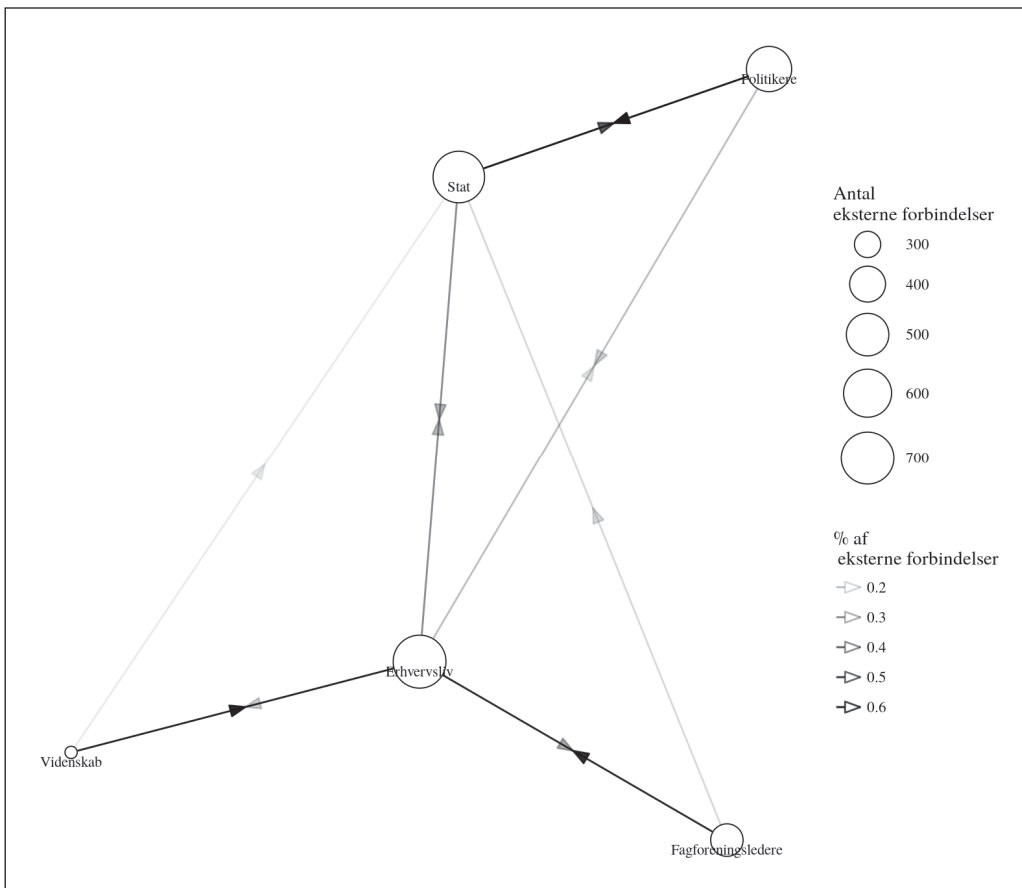 Politikere
Stat
Erhvervsliv
Videnskab
Fagforeningsledere
Antal
eksterne forbindelser
300
400
500
600
700
% af
eksterne forbindelser
0.2
0.3
0.4
0.5
0.6